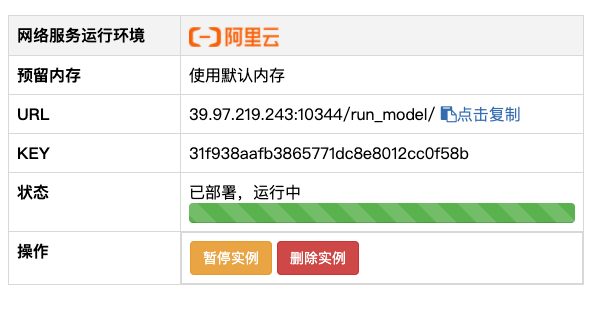 网络服务运行环境 阿里云
预留内存 使用默认内存
URL 39.97.219.243:10344/run_model/ 点击复制
KEY 31f938aafb3865771dc8e8012cc0f58b
状态 已部署，运行中
操作 暂停实例 删除实例